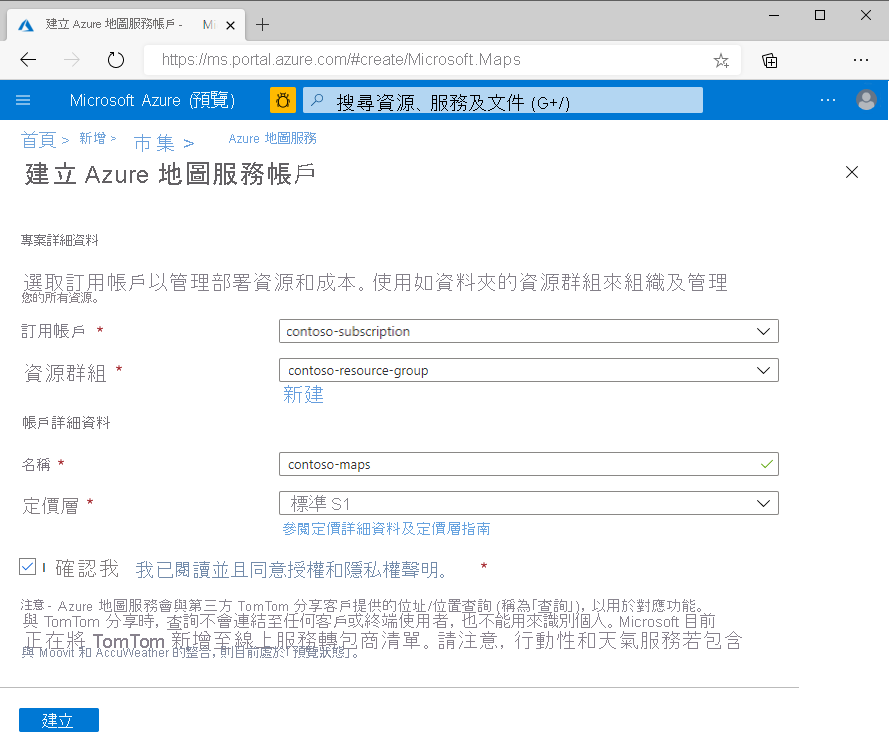 建立 Azure 地圖服務帳戶 - Mi
https://ms.portal.azure.com/#create/Microsoft.Maps
Microsoft Azure (預覽)
搜尋資源、服務及文件 (G+/)
首頁 > 新增 > 市集 > Azure 地圖服務
建立 Azure 地圖服務帳戶
專案詳細資料
選取訂用帳戶以管理部署資源和成本。使用如資料夾的資源群組來組織及管理
您的所有資源。
訂用帳戶 * contoso-subscription
資源群組 * contoso-resource-group
新建
帳戶詳細資料
名稱 * contoso-maps
定價層 * 標準 S1
參閱定價詳細資料及定價層指南
確認我 我已閱讀並且同意授權和隱私權聲明。 *
注意 - Azure 地圖服務會與第三方 TomTom 分享客戶提供的位址/位置查詢 (稱為「查詢」)，以用於對應功能。
與 TomTom 分享時，查詢不會連結至任何客戶或終端使用者，也不能用來識別個人。Microsoft 目前
正在將 TomTom 新增至線上服務轉包商清單。請注意，行動性和天氣服務若包含
與 Moovit 和 AccuWeather 的整合，則目前處於「預覽狀態」。
建立